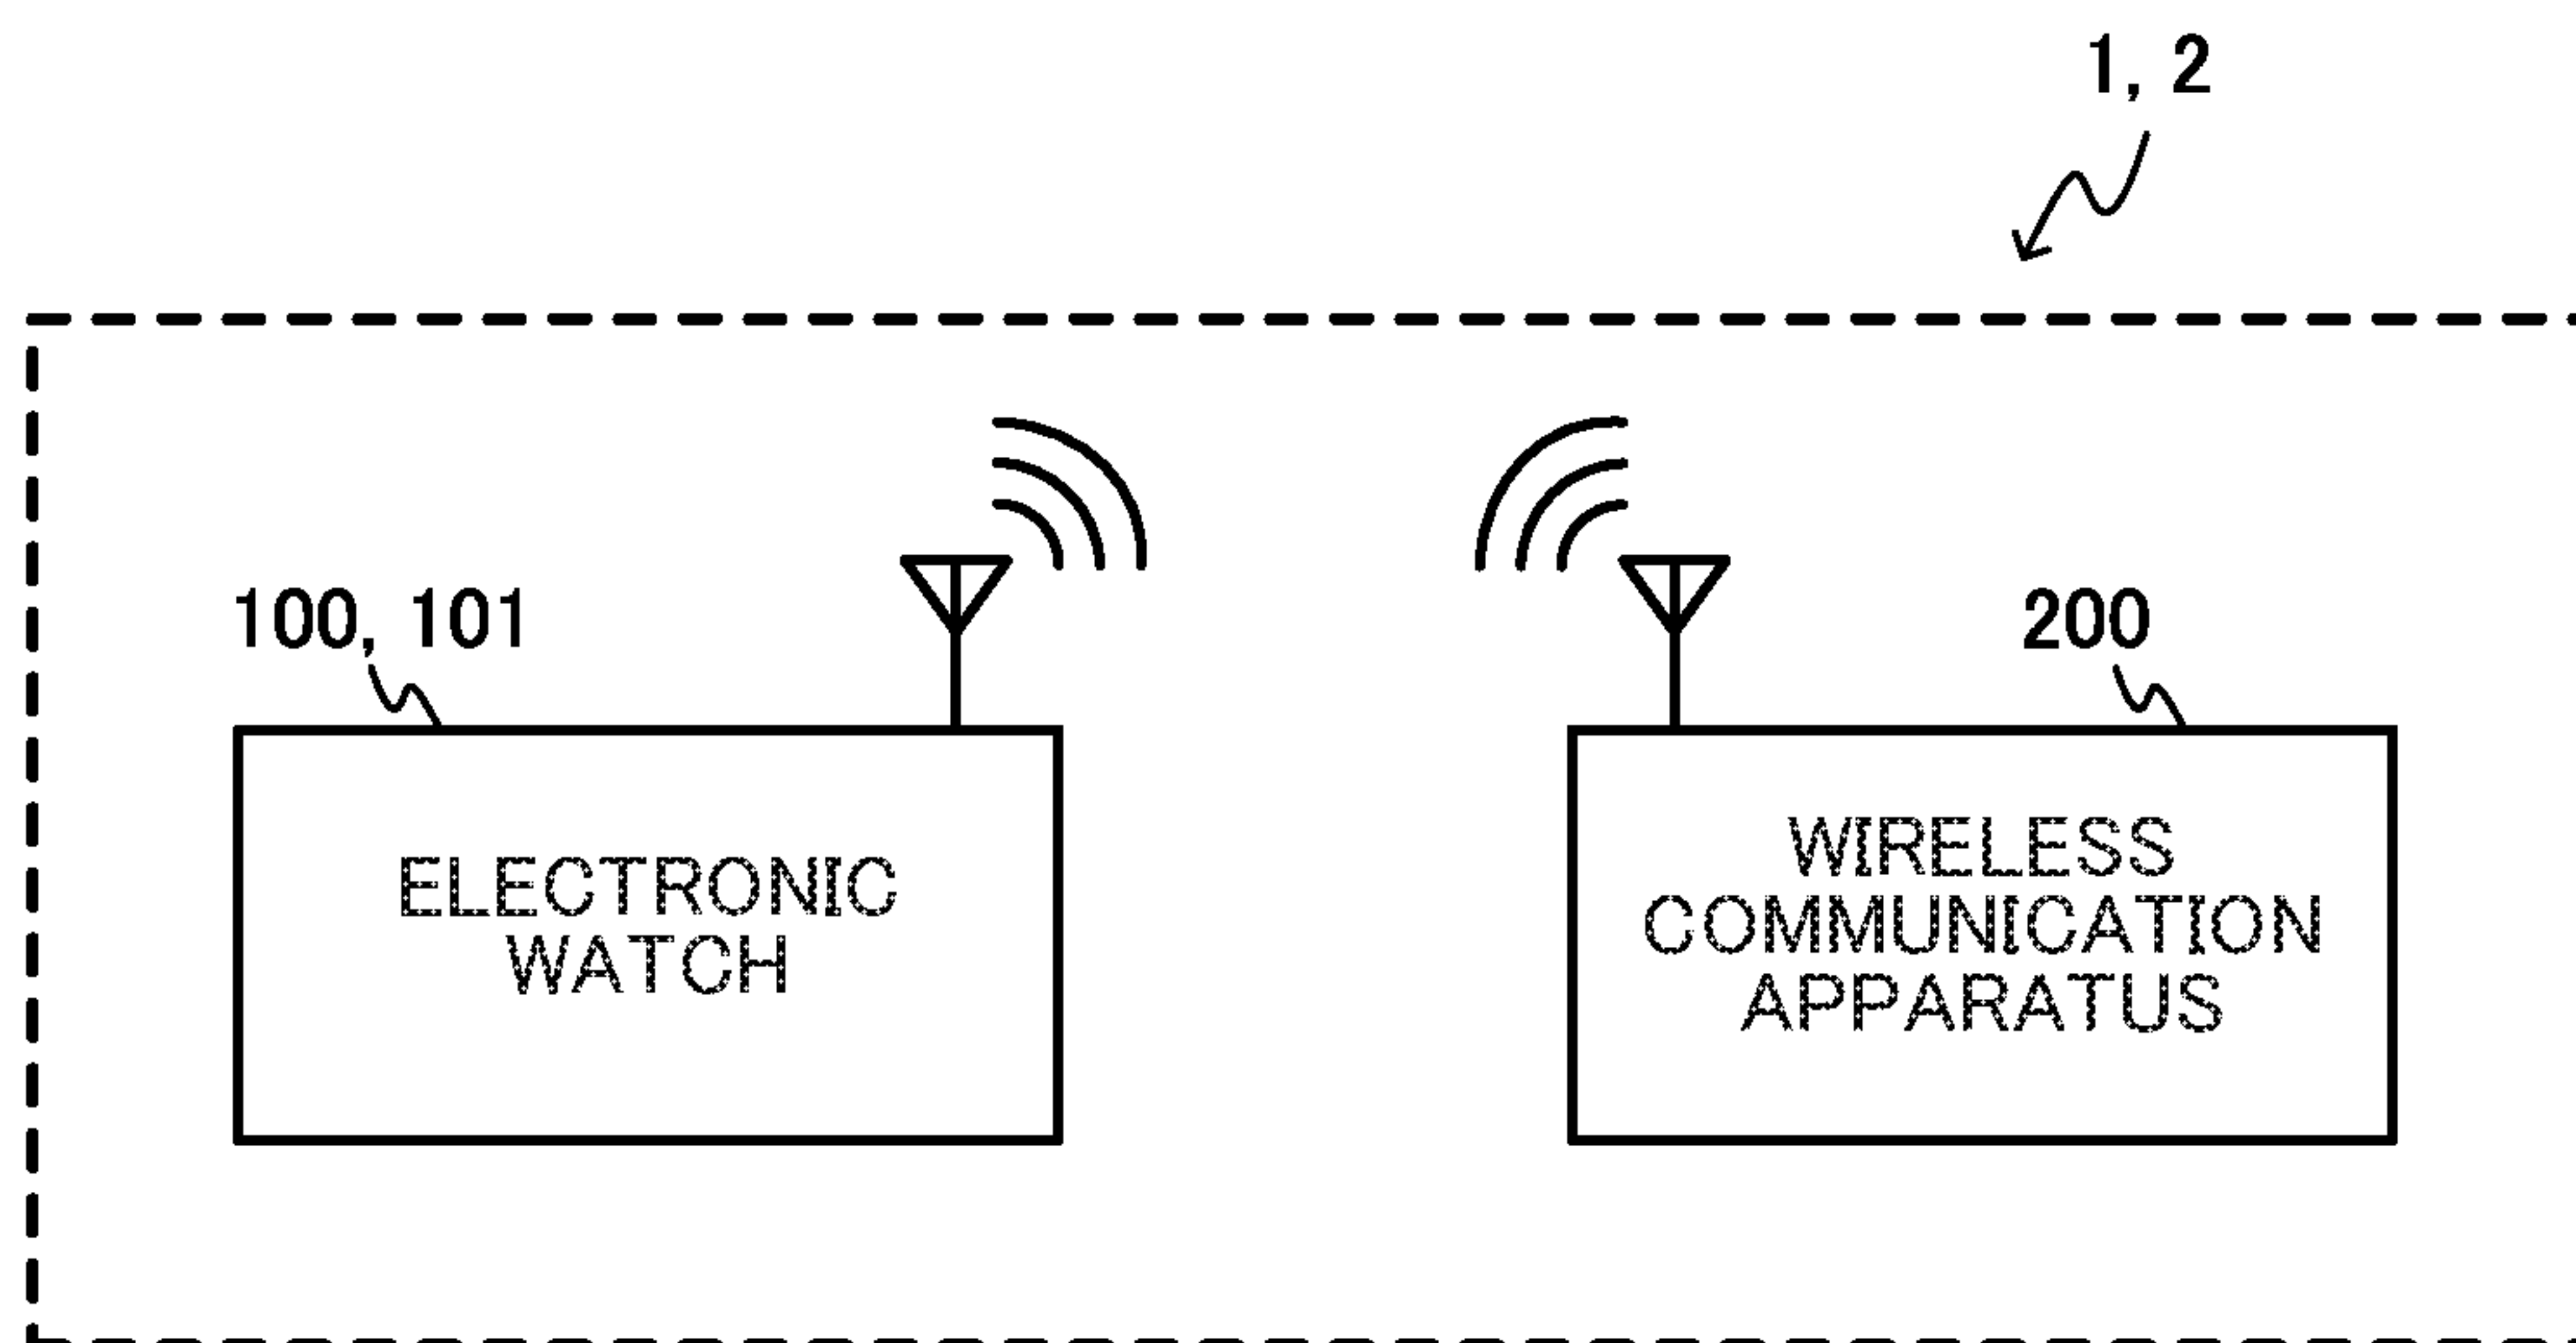 1, 2
100, 101
200
ELECTRONIC
WATCH
WIRELESS
COMMUNICATION
APPARATUS